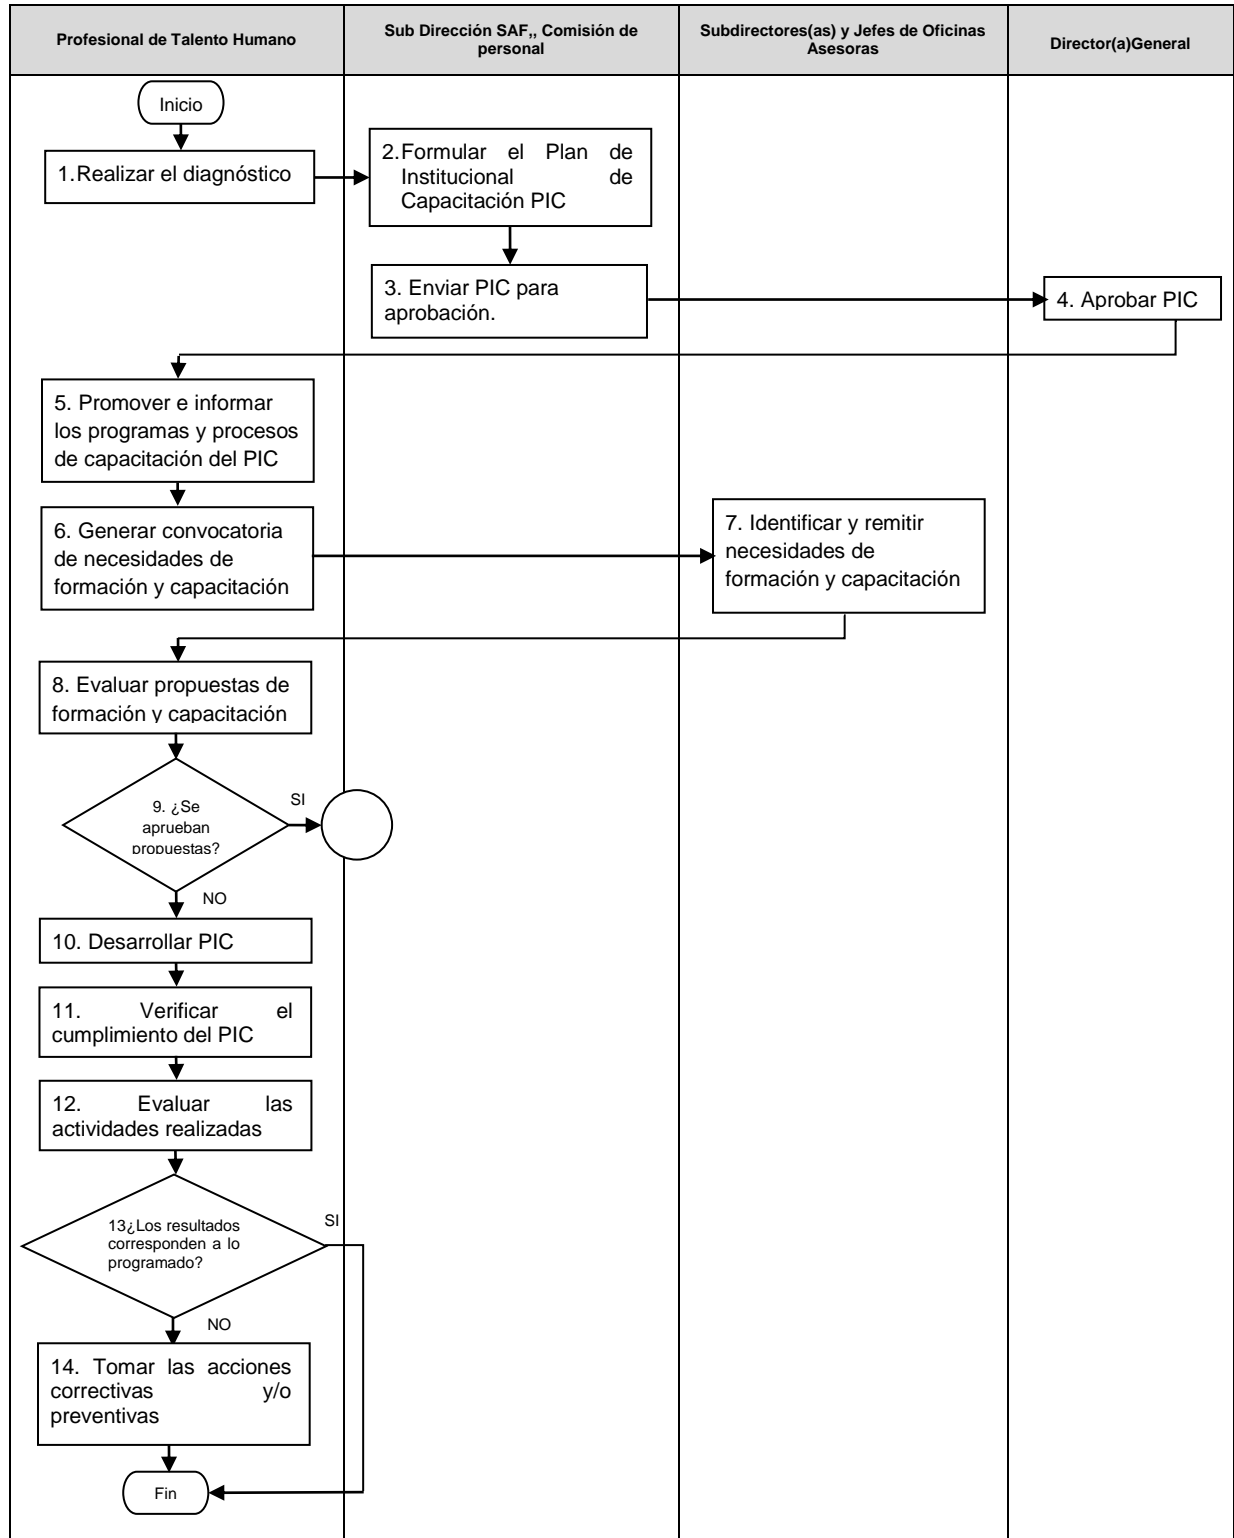 Profesional de Talento Humano
Sub Dirección SAF,, Comisión de
personal
Subdirectores(as) y Jefes de Oficinas
Asesoras
Director(a)General
Inicio
1.Realizar el diagnóstico
2.Formular el Plan de
Institucional de
Capacitación PIC
3. Enviar PIC para
aprobación.
4. Aprobar PIC
5. Promover e informar
los programas y procesos
de capacitación del PIC
6. Generar convocatoria
de necesidades de
formación y capacitación
7. Identificar y remitir
necesidades de
formación y capacitación
8. Evaluar propuestas de
formación y capacitación
9. ¿Se
aprueban
propuestas?
SI
NO
10. Desarrollar PIC
11. Verificar el
cumplimiento del PIC
12. Evaluar las
actividades realizadas
13¿Los resultados
corresponden a lo
programado?
SI
NO
14. Tomar las acciones
correctivas y/o
preventivas
Fin